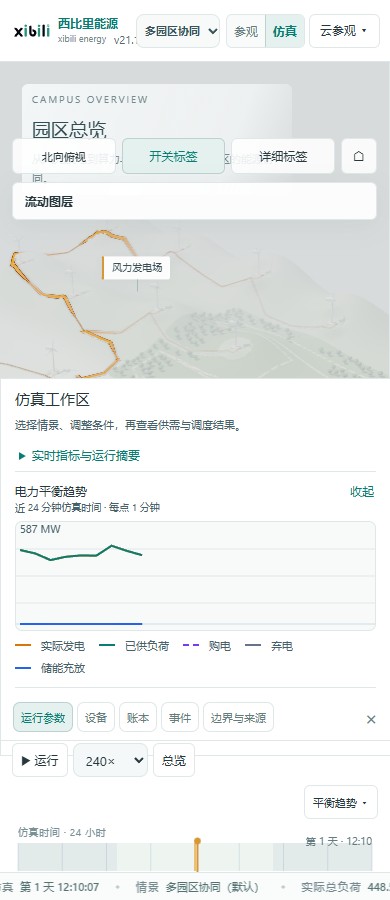 xibili 西比里能源
xibili energy v21.
多园区协同 参观 仿真 云参观
CAMPUS OVERVIEW
园区总览
北向俯视 开关标签 详细标签
同。
流动图层
风力发电场
仿真工作区
选择情景、调整条件，再查看供需与调度结果。
▶ 实时指标与运行摘要
电力平衡趋势 收起
近 24 分钟仿真时间 · 每点 1 分钟
587 MW
实际发电 已供负荷 购电 弃电
储能充放
运行参数 设备 账本 事件 边界与来源 ×
▶ 运行 240× 总览
平衡趋势
仿真时间 · 24 小时 第一天 · 12:10
真 第 1 天 12:10:07 • 情景 多园区协同（默认） • 实际总负荷 448.